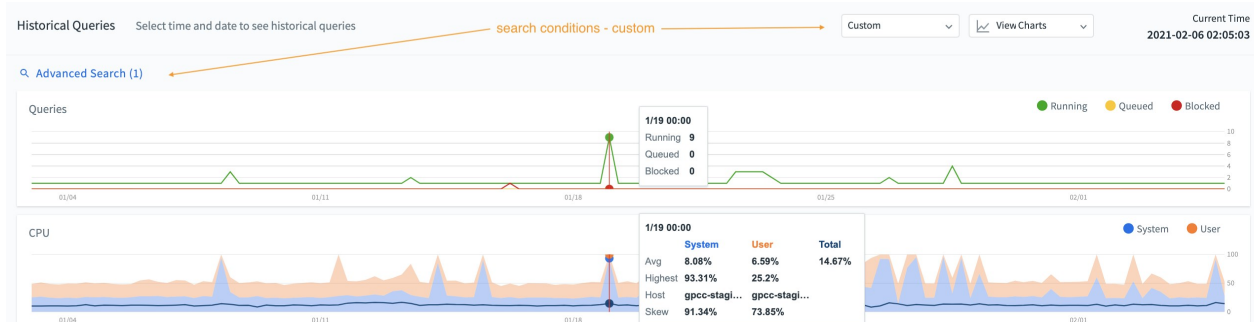 Historical Queries Select time and date to see historical queries search conditions - custom Custom View Charts Current Time
2021-02-06 02:05:03
Advanced Search (1)
Queries Running Queued Blocked
1/19 00:00
Running 9
Queued 0
Blocked 0
10
8
6
4
2
0
01/04 01/11 01/18 01/25 02/01
CPU System User
1/19 00:00
System User Total
Avg 8.08% 6.59% 14.67%
Highest 93.31% 25.2%
Host gpcc-stagi... gpcc-stagi...
Skew 91.34% 73.85%
100
50
0
01/04 01/11 01/18 02/01